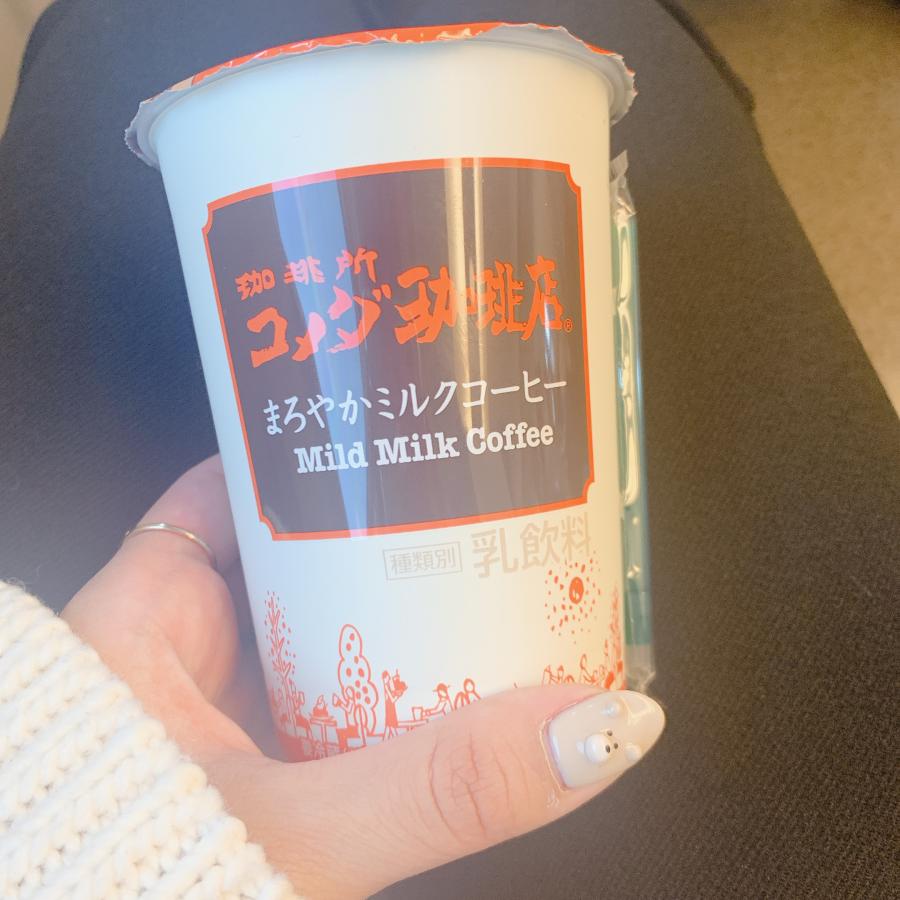 珈琲所
コメダ珈琲店®
まろやかミルクコーヒー
Mild Milk Coffee
種類別 乳飲料